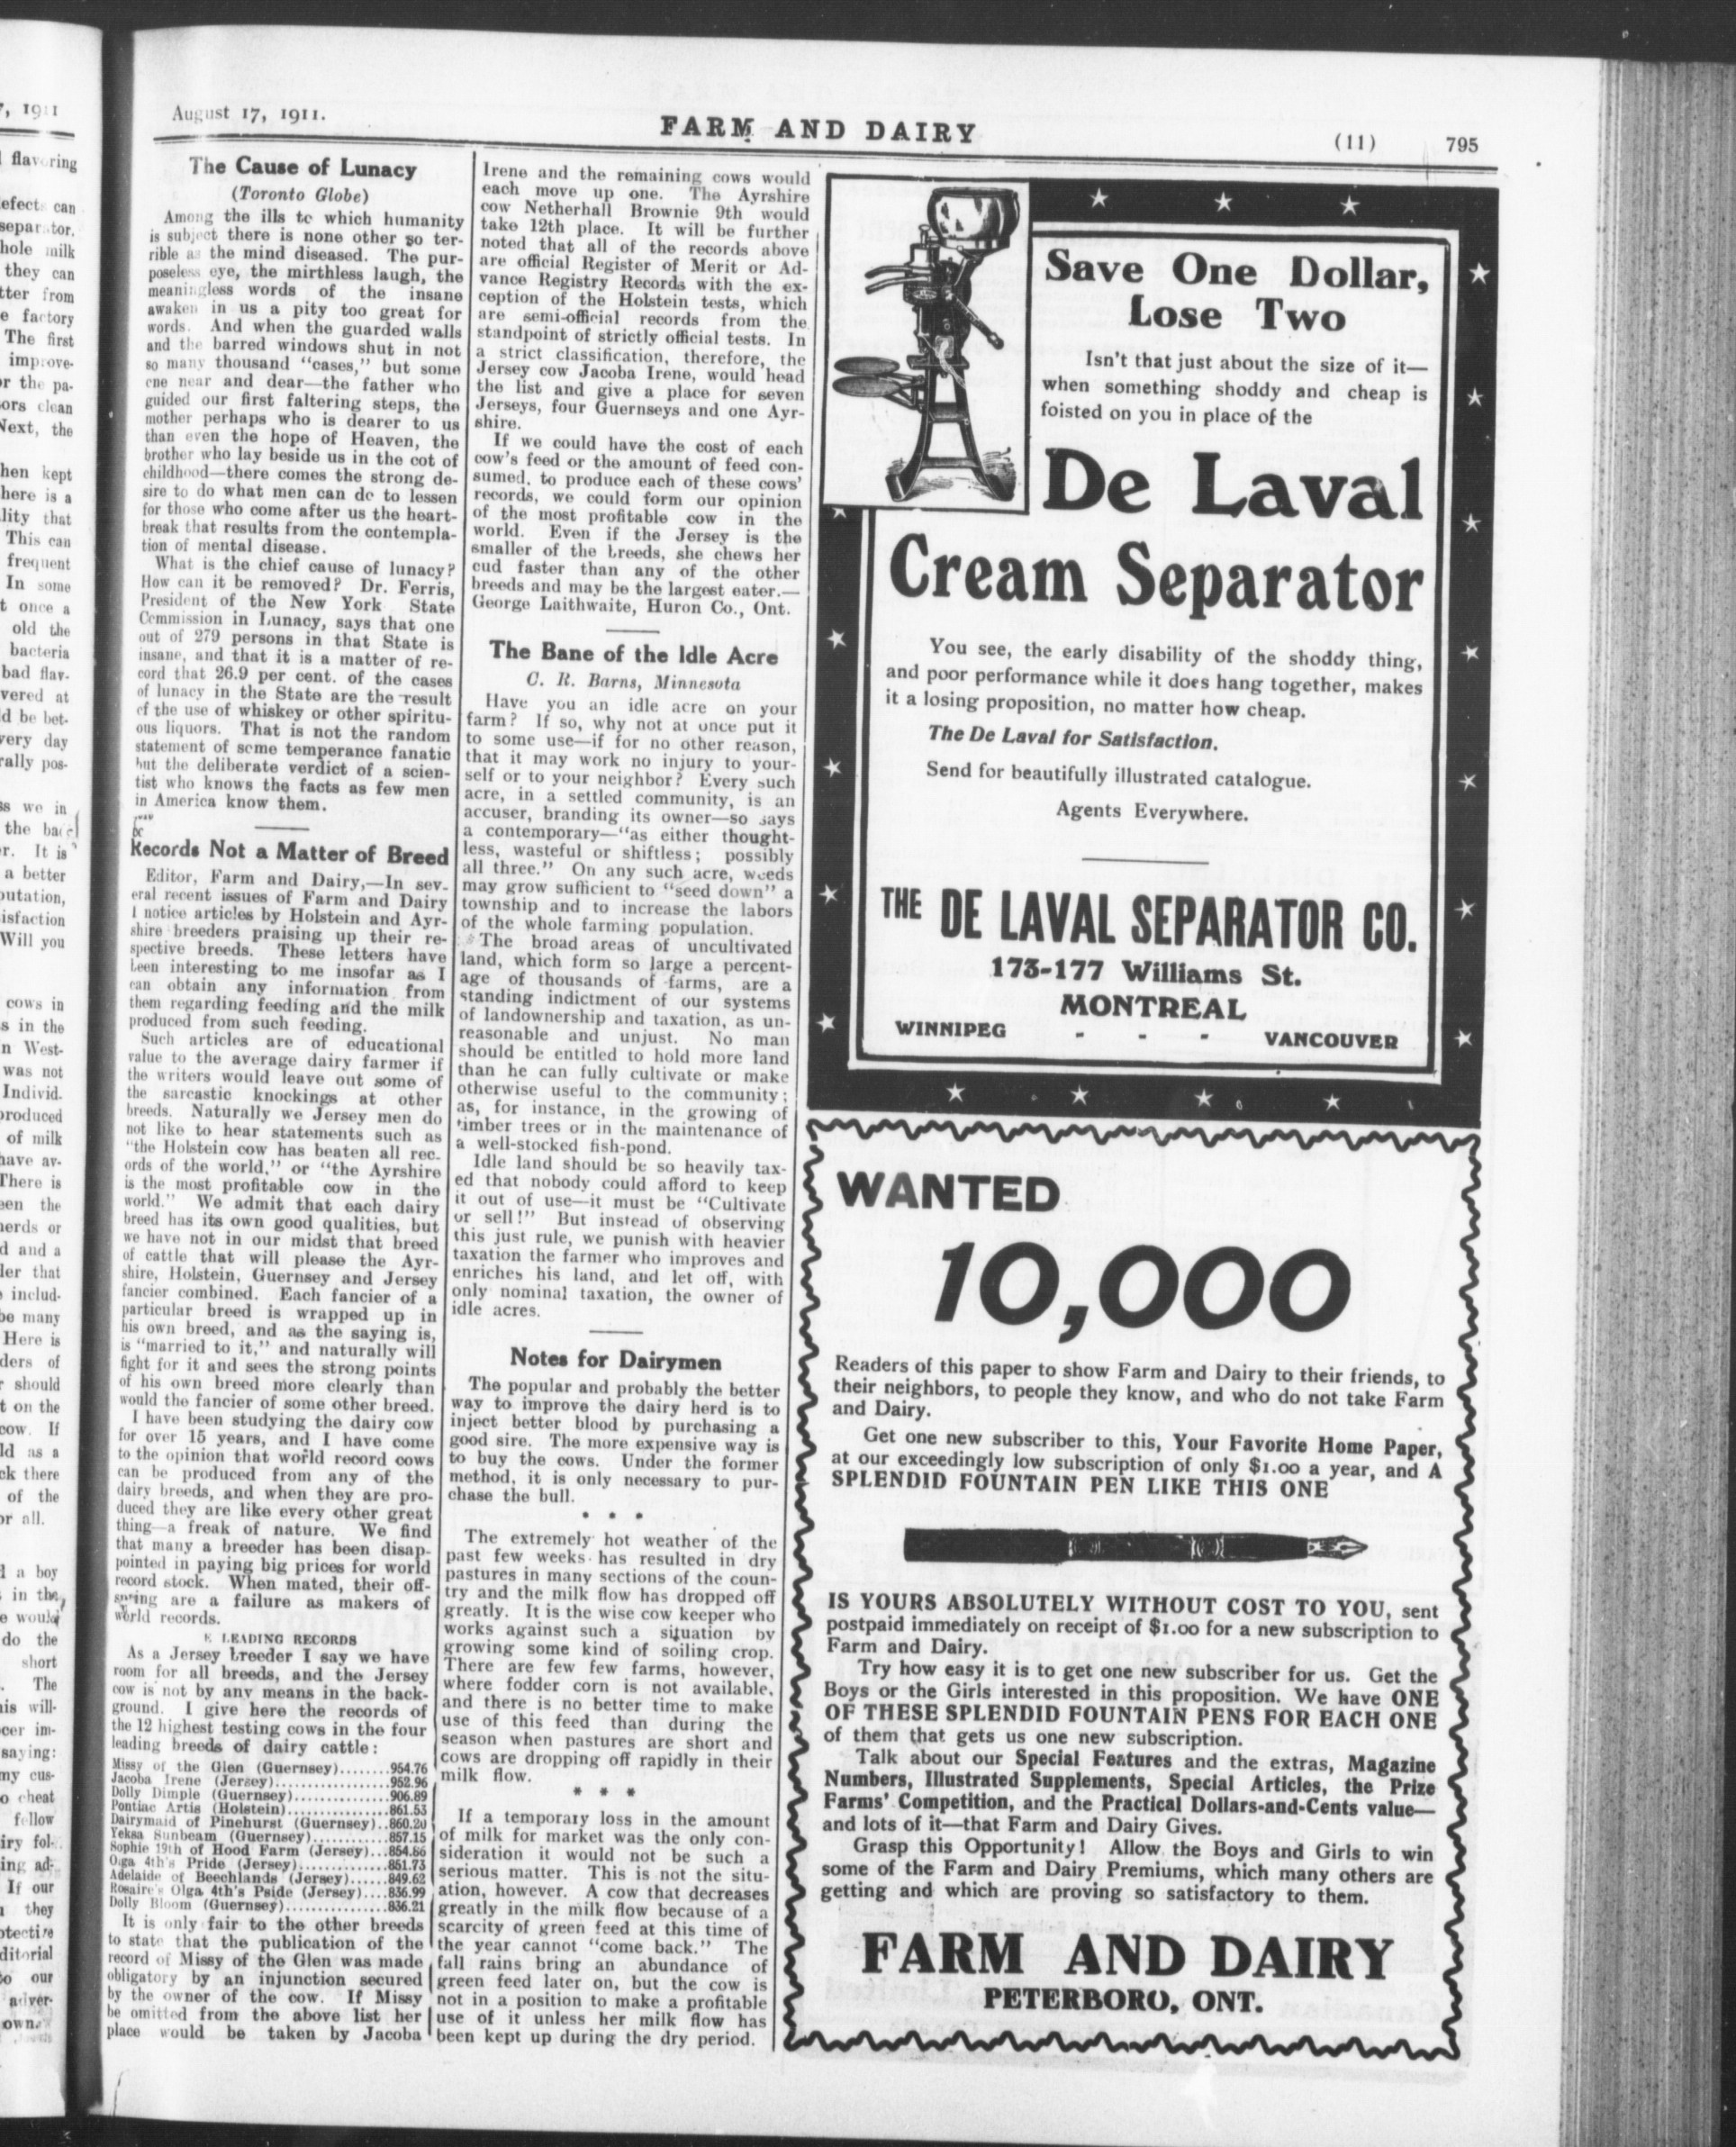 August 17, 1911.
FARM AND DAIRY
(11)
795
The Cause of Lunacy
(Toronto Globe)
Among the ills to which humanity
is subject there is none other so ter-
rible as the mind diseased. The pur-
poseless eye, the mirthless laugh, the
meaningless words of the insane
awaken in us a pity too great for
words. And when the guarded walls
and the barred windows shut in not
so many thousand "cases," but some
one near and dear—the father who
guided our first faltering steps, the
mother perhaps who is dearer to us
than even the hope of Heaven, the
brother who lay beside us in the cot of
childhood—there comes the strong de-
sire to do what men can do to lessen
for those who come after us the heart-
break that results from the contempla-
tion of mental disease.
What is the chief cause of lunacy?
How can it be removed? Dr. Ferris,
President of the New York State
Commission in Lunacy, says that one
out of 279 persons in that State is
insane, and that it is a matter of re-
cord that 26.9 per cent. of the cases
of lunacy in the State are the result
of the use of whiskey or other spiritu-
ous liquors. That is not the random
statement of some temperance fanatic
but the deliberate verdict of a scien-
tist who knows the facts as few men
in America know them.
Records Not a Matter of Breed
Editor, Farm and Dairy,—In sev-
eral recent issues of Farm and Dairy
I notice articles by Holstein and Ayr-
shire breeders praising up their re-
spective breeds. These letters have
been interesting to me insofar as I
can obtain any information from
them regarding feeding and the milk
produced from such feeding.
Such articles are of educational
value to the average dairy farmer if
the writers would leave out some of
the sarcastic knockings at other
breeds. Naturally we Jersey men do
not like to hear statements such as
"the Holstein cow has beaten all rec-
ords of the world," or "the Ayrshire
is the most profitable cow in the
world." We admit that each dairy
breed has its own good qualities, but
we have not in our midst that breed
of cattle that will please the Ayr-
shire, Holstein, Guernsey and Jersey
fancier combined. Each fancier of a
particular breed is wrapped up in
his own breed, and as the saying is,
is "married to it," and naturally will
fight for it and sees the strong points
of his own breed more clearly than
would the fancier of some other breed.
I have been studying the dairy cow
for over 15 years, and I have come
to the opinion that world record cows
can be produced from any of the
dairy breeds, and when they are pro-
duced they are like every other great
thing—a freak of nature. We find
that many a breeder has been disap-
pointed in paying big prices for world
record stock. When mated, their off-
spring are a failure as makers of
world records.
LEADING RECORDS
As a Jersey breeder I say we have
room for all breeds, and the Jersey
cow is not by any means in the back-
ground. I give here the records of
the 12 highest testing cows in the four
leading breeds of dairy cattle:
Missy of the Glen (Guernsey).......954.76
Jacoba Irene (Jersey)................952.96
Dolly Dimple (Guernsey).............906.89
Pontiac Artis (Holstein)..............861.53
Dairymaid of Pinehurst (Guernsey)..860.20
Yeksa Sunbeam (Guernsey)..........857.15
Sophie 19th of Hood Farm (Jersey)...854.86
Olga 4th's Pride (Jersey)............851.73
Adelaide of Beechlands (Jersey).....849.62
Rosaire's Olga 4th's Pside (Jersey)....836.99
Dolly Bloom (Guernsey)..............836.21
It is only fair to the other breeds
to state that the publication of the
record of Missy of the Glen was made
obligatory by an injunction secured
by the owner of the cow. If Missy
be omitted from the above list her
place would be taken by Jacoba
Irene and the remaining cows would
each move up one. The Ayrshire
cow Netherhall Brownie 9th would
take 12th place. It will be further
noted that all of the records above
are official Register of Merit or Ad-
vance Registry Records with the ex-
ception of the Holstein tests, which
are semi-official records from the
standpoint of strictly official tests. In
a strict classification, therefore, the
Jersey cow Jacoba Irene, would head
the list and give a place for seven
Jerseys, four Guernseys and one Ayr-
shire.
If we could have the cost of each
cow's feed or the amount of feed con-
sumed, to produce each of these cows'
records, we could form our opinion
of the most profitable cow in the
world. Even if the Jersey is the
smaller of the breeds, she chews her
cud faster than any of the other
breeds and may be the largest eater.—
George Laithwaite, Huron Co., Ont.
The Bane of the Idle Acre
C. R. Barns, Minnesota
Have you an idle acre on your
farm? If so, why not at once put it
to some use—if for no other reason,
that it may work no injury to your-
self or to your neighbor? Every such
acre, in a settled community, is an
accuser, branding its owner—so says
a contemporary—"as either thought-
less, wasteful or shiftless; possibly
all three." On any such acre, weeds
may grow sufficient to "seed down" a
township and to increase the labors
of the whole farming population.
The broad areas of uncultivated
land, which form so large a percent-
age of thousands of farms, are a
standing indictment of our systems
of landownership and taxation, as un-
reasonable and unjust. No man
should be entitled to hold more land
than he can fully cultivate or make
otherwise useful to the community;
as, for instance, in the growing of
timber trees or in the maintenance of
a well-stocked fish-pond.
Idle land should be so heavily tax-
ed that nobody could afford to keep
it out of use—it must be "Cultivate
or sell!" But instead of observing
this just rule, we punish with heavier
taxation the farmer who improves and
enriches his land, and let off, with
only nominal taxation, the owner of
idle acres.
Notes for Dairymen
The popular and probably the better
way to improve the dairy herd is to
inject better blood by purchasing a
good sire. The more expensive way is
to buy the cows. Under the former
method, it is only necessary to pur-
chase the bull.
* * *
The extremely hot weather of the
past few weeks has resulted in dry
pastures in many sections of the coun-
try and the milk flow has dropped off
greatly. It is the wise cow keeper who
works against such a situation by
growing some kind of soiling crop.
There are few few farms, however,
where fodder corn is not available,
and there is no better time to make
use of this feed than during the
season when pastures are short and
cows are dropping off rapidly in their
milk flow.
* * *
If a temporary loss in the amount
of milk for market was the only con-
sideration it would not be such a
serious matter. This is not the situ-
ation, however. A cow that decreases
greatly in the milk flow because of a
scarcity of green feed at this time of
the year cannot "come back." The
fall rains bring an abundance of
green feed later on, but the cow is
not in a position to make a profitable
use of it unless her milk flow has
been kept up during the dry period.
Save One Dollar,
Lose Two
Isn't that just about the size of it—
when something shoddy and cheap is
foisted on you in place of the
De Laval
Cream Separator
You see, the early disability of the shoddy thing,
and poor performance while it does hang together, makes
it a losing proposition, no matter how cheap.
The De Laval for Satisfaction.
Send for beautifully illustrated catalogue.
Agents Everywhere.
THE DE LAVAL SEPARATOR CO.
173-177 Williams St.
MONTREAL
WINNIPEG - - - VANCOUVER
WANTED
10,000
Readers of this paper to show Farm and Dairy to their friends, to
their neighbors, to people they know, and who do not take Farm
and Dairy.
Get one new subscriber to this, Your Favorite Home Paper,
at our exceedingly low subscription of only $1.00 a year, and A
SPLENDID FOUNTAIN PEN LIKE THIS ONE
IS YOURS ABSOLUTELY WITHOUT COST TO YOU, sent
postpaid immediately on receipt of $1.00 for a new subscription to
Farm and Dairy.
Try how easy it is to get one new subscriber for us. Get the
Boys or the Girls interested in this proposition. We have ONE
OF THESE SPLENDID FOUNTAIN PENS FOR EACH ONE
of them that gets us one new subscription.
Talk about our Special Features and the extras, Magazine
Numbers, Illustrated Supplements, Special Articles, the Prize
Farms' Competition, and the Practical Dollars-and-Cents value—
and lots of it—that Farm and Dairy Gives.
Grasp this Opportunity! Allow the Boys and Girls to win
some of the Farm and Dairy Premiums, which many others are
getting and which are proving so satisfactory to them.
FARM AND DAIRY
PETERBORO, ONT.